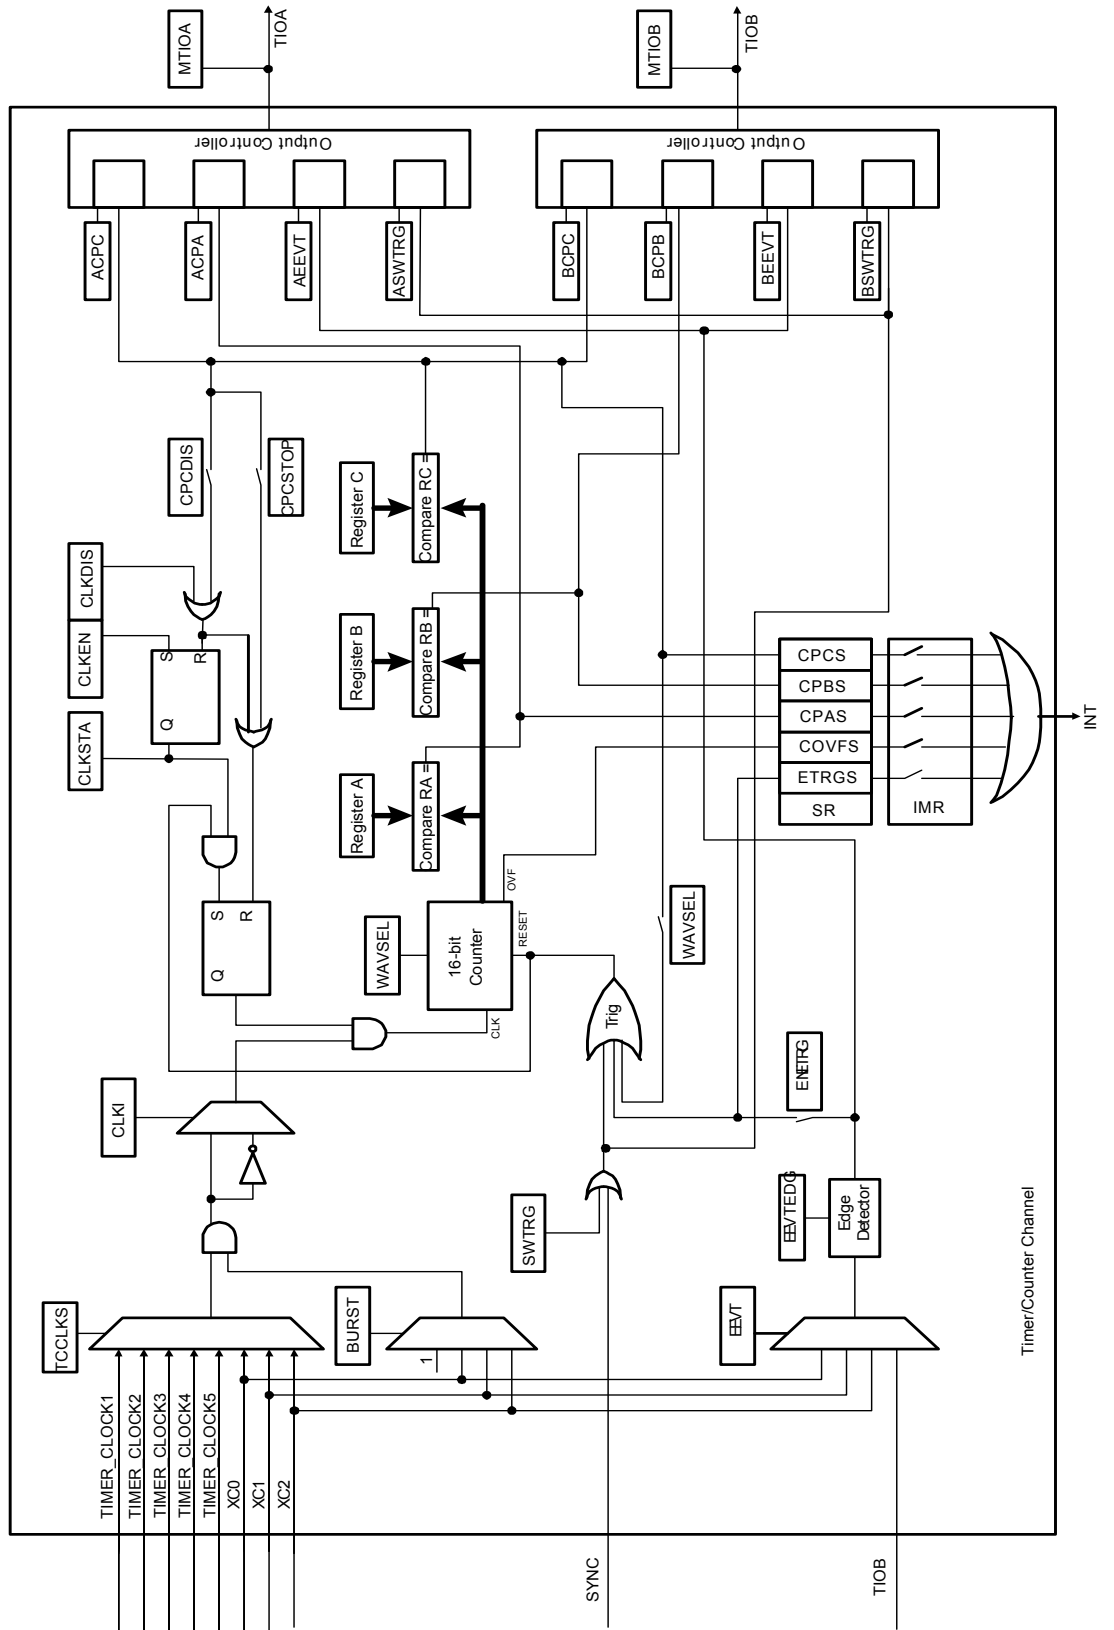 MTIOA
TIOA
MTIOB
TIOB
Output Controller
Output Controller
ACPC
ACPA
AEEVT
ASWTRG
BCPC
BCPB
BEEVT
BSWTRG
CPCDIS
CPCSTOP
Register C
Compare RC =
CLKDIS
CLKEN
S
R
Q
Register B
Compare RB =
CPCS
CPBS
CPAS
COVFS
ETRGS
SR
IMR
INT
CLKSTA
Register A
Compare RA =
OVF
S
R
Q
WAVSEL
16-bit
Counter
RESET
CLK
WAVSEL
Trig
ENETRG
CLKI
SWTRG
EEVTEDG
Edge
Detector
Timer/Counter Channel
TCCLKS
BURST
EEVT
1
TIMER_CLOCK1
TIMER_CLOCK2
TIMER_CLOCK3
TIMER_CLOCK4
TIMER_CLOCK5
XC0
XC1
XC2
SYNC
TIOB